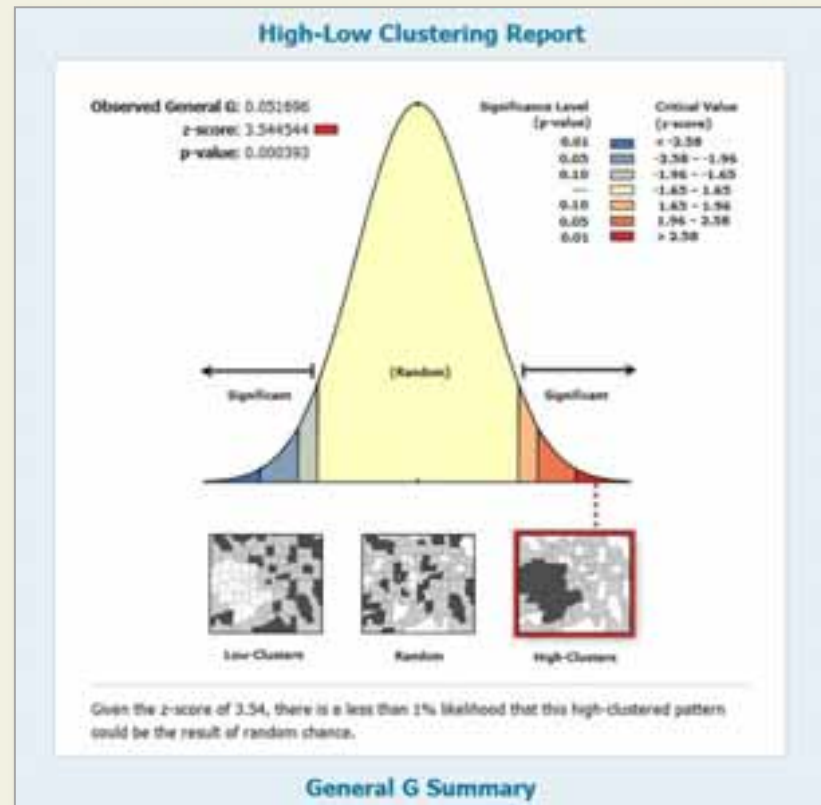 High-Low Clustering Report
Observed General G: 0.051696
z-score: 3.544544
p-value: 0.000393
Significance Level
(p-value)
Critical Value
(z-score)
0.01 < -2.58
0.05 -2.58 - -1.96
0.10 -1.96 - -1.65
— -1.65 - 1.65
0.10 1.65 - 1.96
0.05 1.96 - 2.58
0.01 > 2.58
(Random)
Significant
Significant
Low-Clusters
Random
High-Clusters
Given the z-score of 3.54, there is a less than 1% likelihood that this high-clustered pattern
could be the result of random chance.
General G Summary